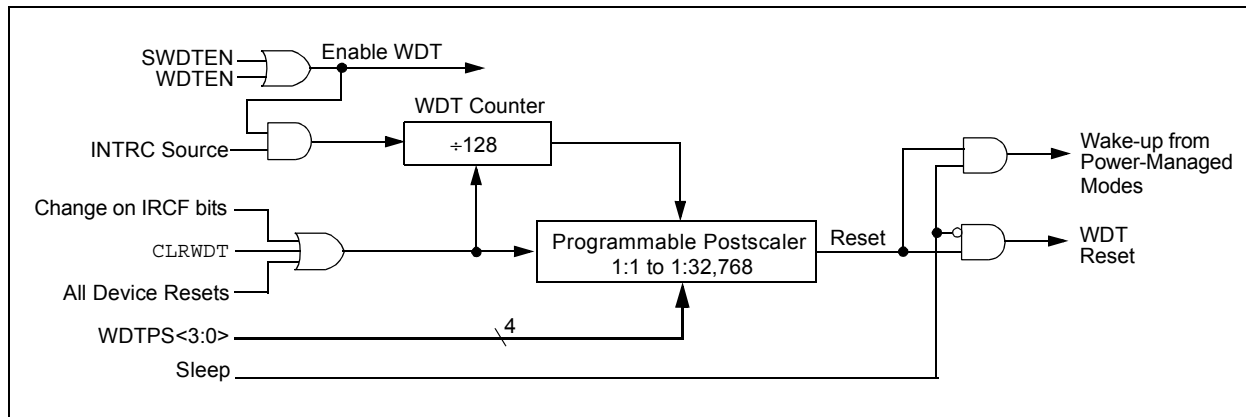 SWDTEN
WDTEN
Enable WDT
WDT Counter
÷128
INTRC Source
Wake-up from
Power-Managed
Modes
Change on IRCF bits
CLRWDT
All Device Resets
Programmable Postscaler
1:1 to 1:32,768
Reset
WDT
Reset
WDTPS<3:0>
4
Sleep